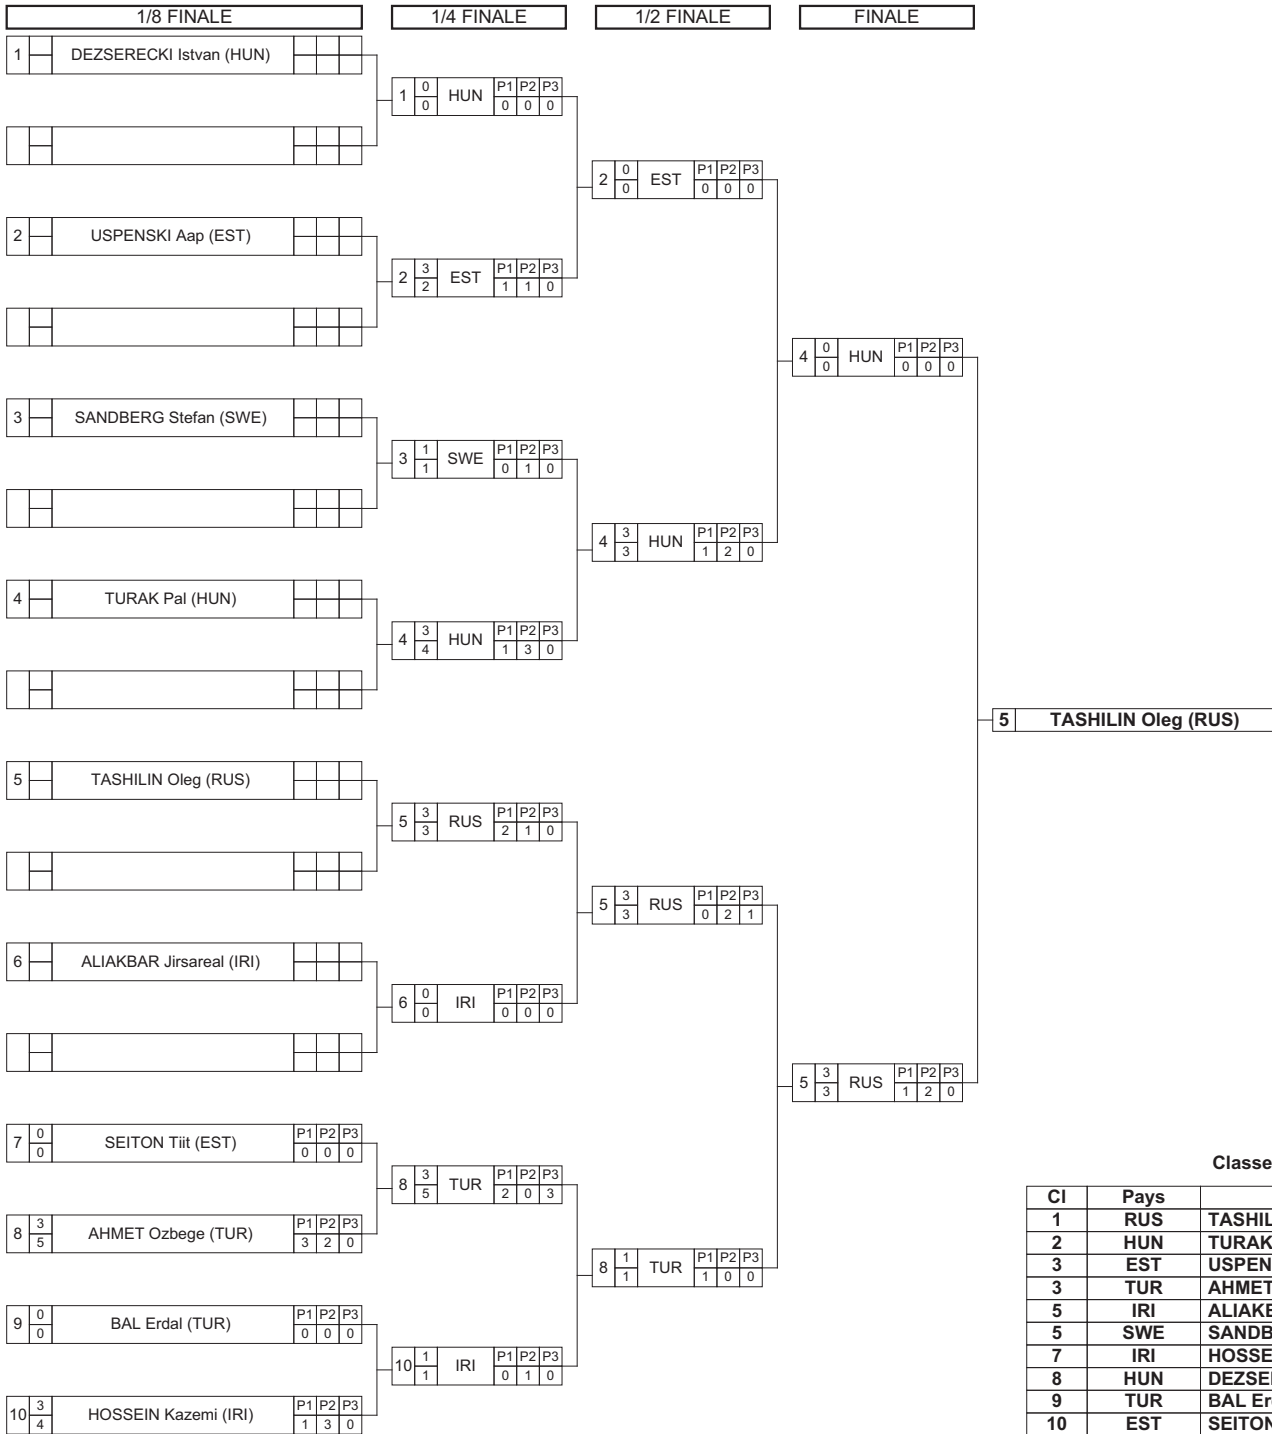 1/8 FINALE 1/4 FINALE 1/2 FINALE FINALE
1 DEZSERECKI Istvan (HUN)
1 0 HUN P1 P2 P3
0 0 0 0
2 0 EST P1 P2 P3
0 0 0 0
2 USPENSKI Aap (EST)
2 3 EST P1 P2 P3
2 1 1 0
4 0 HUN P1 P2 P3
0 0 0 0
3 SANDBERG Stefan (SWE)
3 1 SWE P1 P2 P3
1 0 1 0
4 3 HUN P1 P2 P3
3 1 2 0
4 TURAK Pal (HUN)
4 3 HUN P1 P2 P3
4 1 3 0
5 TASHILIN Oleg (RUS)
5 TASHILIN Oleg (RUS)
5 3 RUS P1 P2 P3
3 2 1 0
5 3 RUS P1 P2 P3
3 0 2 1
6 ALIAKBAR Jirsareal (IRI)
6 0 IRI P1 P2 P3
0 0 0 0
5 3 RUS P1 P2 P3
3 1 2 0
7 0 SEITON Tiit (EST) P1 P2 P3
0 0 0 0
8 3 TUR P1 P2 P3
5 2 0 3
8 3 AHMET Ozbege (TUR) P1 P2 P3
5 3 2 0
8 1 TUR P1 P2 P3
1 1 0 0
9 0 BAL Erdal (TUR) P1 P2 P3
0 0 0 0
10 1 IRI P1 P2 P3
1 0 1 0
10 3 HOSSEIN Kazemi (IRI) P1 P2 P3
4 1 3 0
Classe
Cl Pays
1 RUS TASHIL
2 HUN TURAK
3 EST USPEN
3 TUR AHMET
5 IRI ALIAKB
5 SWE SANDB
7 IRI HOSSE
8 HUN DEZSE
9 TUR BAL Er
10 EST SEITON